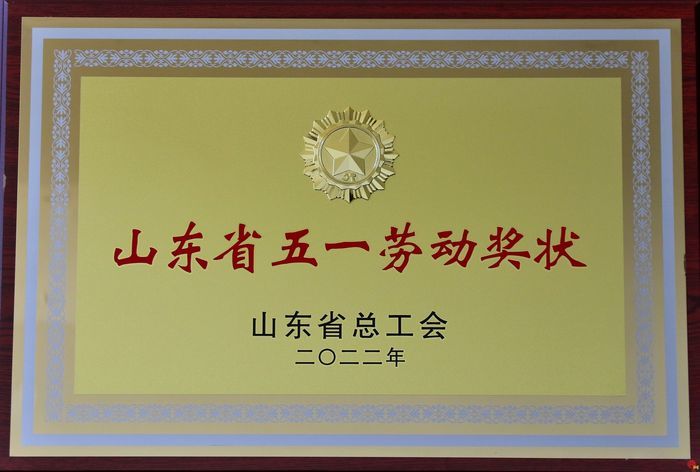 山东省五一劳动奖状
山东省总工会
二〇二二年